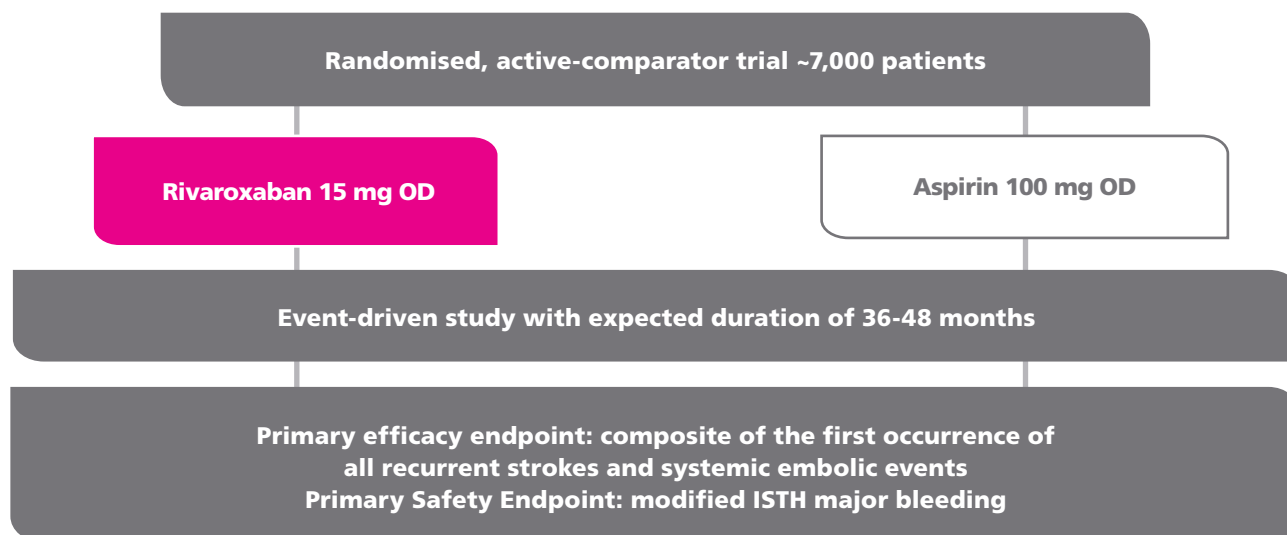 Randomised, active-comparator trial ~7,000 patients
Rivaroxaban 15 mg OD
Aspirin 100 mg OD
Event-driven study with expected duration of 36-48 months
Primary efficacy endpoint: composite of the first occurrence of
all recurrent strokes and systemic embolic events
Primary Safety Endpoint: modified ISTH major bleeding